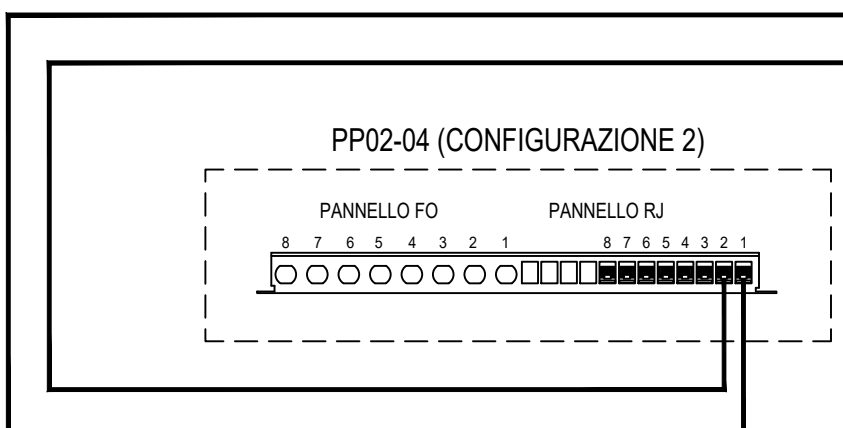 PP02-04 (CONFIGURAZIONE 2)
PANNELLO FO PANNELLO RJ
8 7 6 5 4 3 2 1 8 7 6 5 4 3 2 1